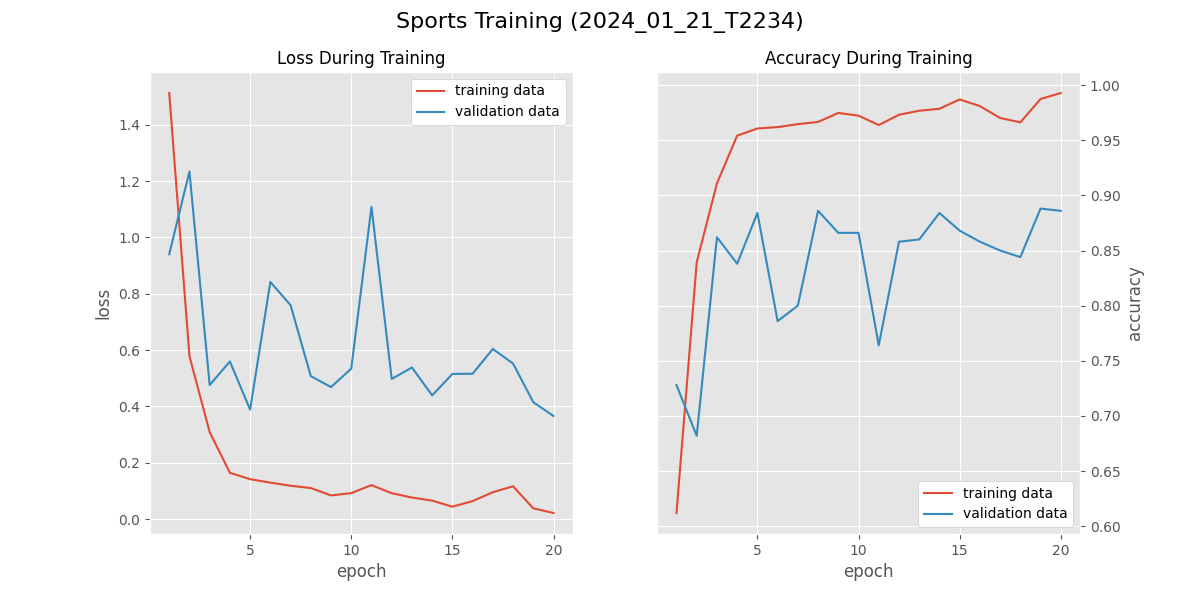 Sports Training (2024_01_21_T2234)
Loss During Training
training data
validation data
1.4
1.2
1.0
0.8
0.6
0.4
0.2
0.0
loss
5
10
15
20
epoch
Accuracy During Training
1.00
0.95
0.90
0.85
0.80
0.75
0.70
0.65
0.60
accuracy
training data
validation data
5
10
15
20
epoch